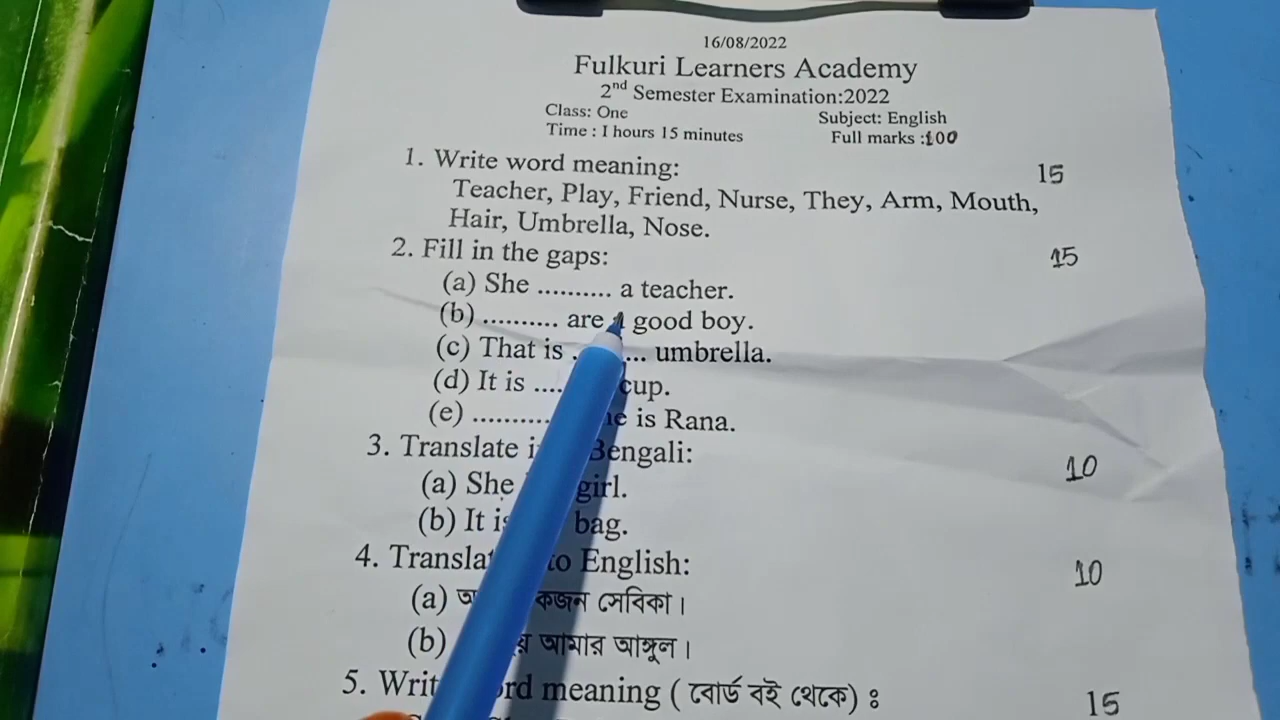 16/08/2022
Fulkuri Learners Academy
2nd Semester Examination:2022
Class: One Subject: English
Time : I hours 15 minutes Full marks :100
1. Write word meaning: 15
Teacher, Play, Friend, Nurse, They, Arm, Mouth,
Hair, Umbrella, Nose.
2. Fill in the gaps: 15
(a) She .......... a teacher.
(b) .......... are a good boy.
(c) That is ... umbrella.
(d) It is .... cup.
(e) .......... is Rana.
3. Translate Bengali: 10
(a) She girl.
(b) It bag.
4. to English: 10
(a) সেবিকা।
(b) আমার আঙ্গুল।
5. meaning ( বোর্ড বই থেকে) ঃ 15